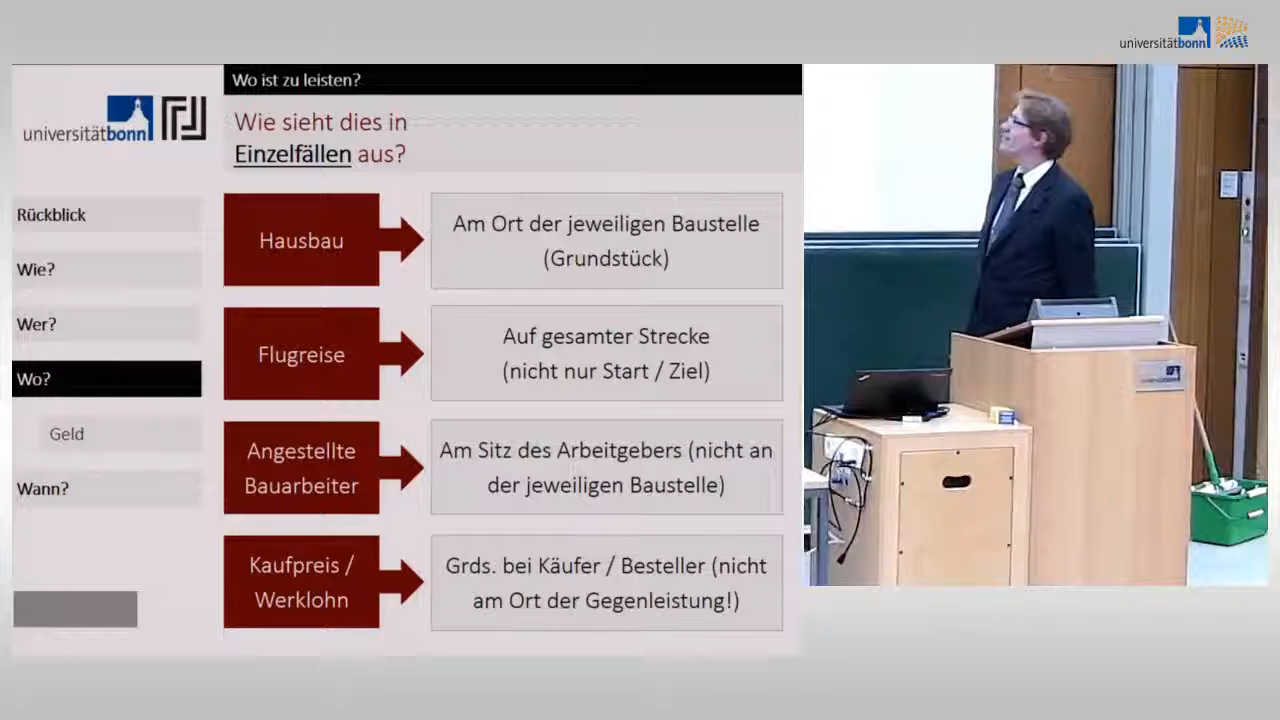 universitätbonn
Wo ist zu leisten?
universitätbonn
Wie sieht dies in
Einzelfällen aus?
Rückblick
Wie?
Wer?
Wo?
Geld
Wann?
Hausbau
Am Ort der jeweiligen Baustelle
(Grundstück)
Flugreise
Auf gesamter Strecke
(nicht nur Start / Ziel)
Angestellte
Bauarbeiter
Am Sitz des Arbeitgebers (nicht an
der jeweiligen Baustelle)
Kaufpreis /
Werklohn
Grds. bei Käufer / Besteller (nicht
am Ort der Gegenleistung!)